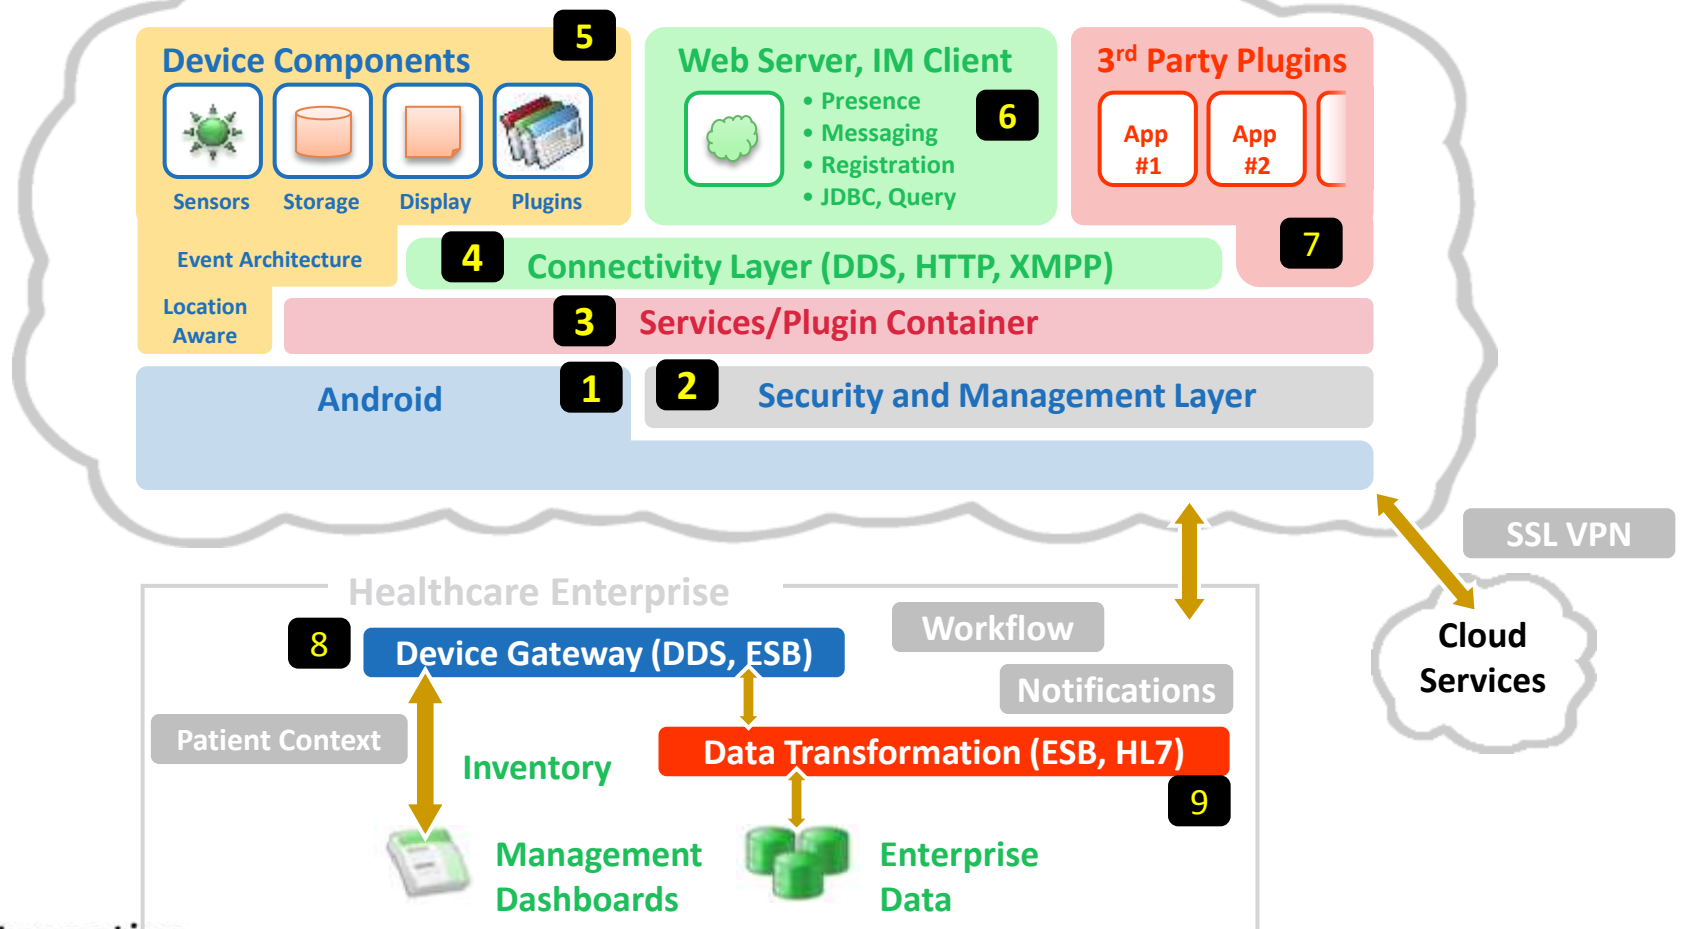 5
Device Components
Sensors
Storage
Display
Plugins
Web Server, IM Client
• Presence
• Messaging
• Registration
• JDBC, Query
6
3rd Party Plugins
App
#1
App
#2
7
Event Architecture
4
Connectivity Layer (DDS, HTTP, XMPP)
Location
Aware
3
Services/Plugin Container
Android
1
2
Security and Management Layer
SSL VPN
Cloud
Services
Healthcare Enterprise
8
Device Gateway (DDS, ESB)
Workflow
Notifications
Patient Context
Inventory
Data Transformation (ESB, HL7)
9
Management
Dashboards
Enterprise
Data